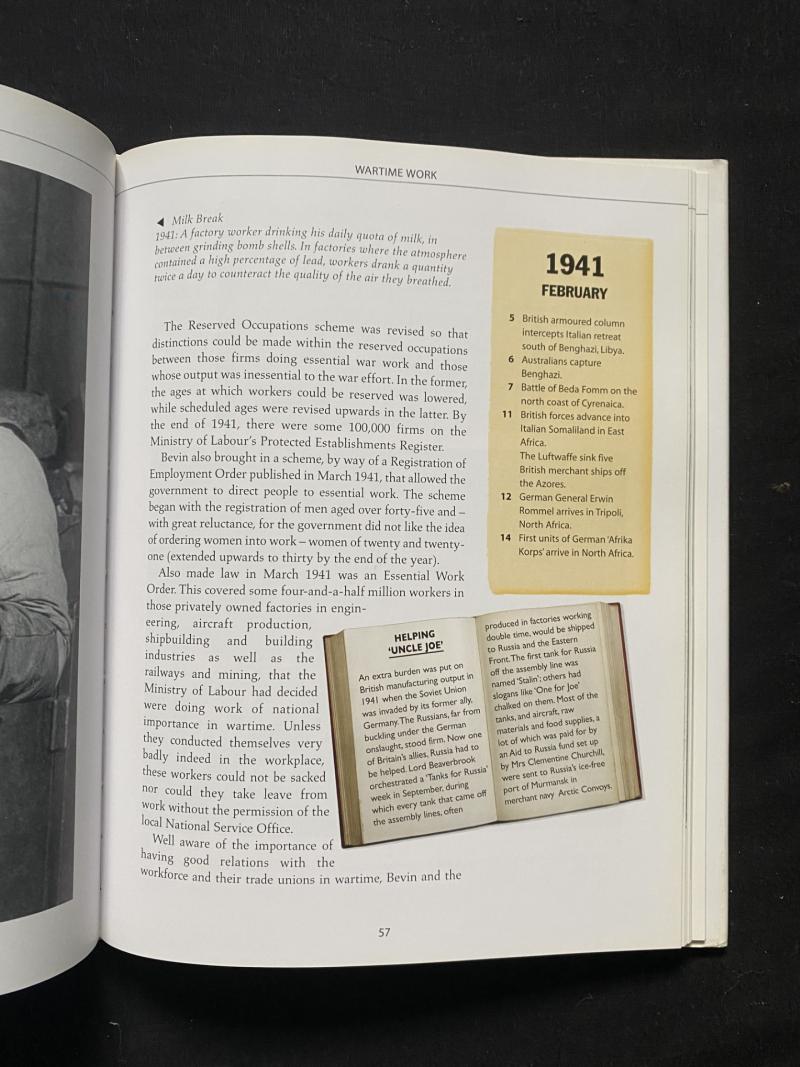 WARTIME WORK
◄ Milk Break
1941: A factory worker drinking his daily quota of milk, in
between grinding bomb shells. In factories where the atmosphere
contained a high percentage of lead, workers drank a quantity
twice a day to counteract the quality of the air they breathed.
The Reserved Occupations scheme was revised so that
distinctions could be made within the reserved occupations
between those firms doing essential war work and those
whose output was inessential to the war effort. In the former,
the ages at which workers could be reserved was lowered,
while scheduled ages were revised upwards in the latter. By
the end of 1941, there were some 100,000 firms on the
Ministry of Labour's Protected Establishments Register.
Bevin also brought in a scheme, by way of a Registration of
Employment Order published in March 1941, that allowed the
government to direct people to essential work. The scheme
began with the registration of men aged over forty-five and –
with great reluctance, for the government did not like the idea
of ordering women into work – women of twenty and twenty-
one (extended upwards to thirty by the end of the year).
Also made law in March 1941 was an Essential Work
Order. This covered some four-and-a-half million workers in
those privately owned factories in engin-
eering, aircraft production,
shipbuilding and building
industries as well as the
railways and mining, that the
Ministry of Labour had decided
were doing work of national
importance in wartime. Unless
they conducted themselves very
badly indeed in the workplace,
these workers could not be sacked
nor could they take leave from
work without the permission of the
local National Service Office.
Well aware of the importance of
having good relations with the
workforce and their trade unions in wartime, Bevin and the
1941
FEBRUARY
5 British armoured column
intercepts Italian retreat
south of Benghazi, Libya.
6 Australians capture
Benghazi.
7 Battle of Beda Fomm on the
north coast of Cyrenaica.
11 British forces advance into
Italian Somaliland in East
Africa.
The Luftwaffe sink five
British merchant ships off
the Azores.
12 German General Erwin
Rommel arrives in Tripoli,
North Africa.
14 First units of German 'Afrika
Korps' arrive in North Africa.
HELPING
'UNCLE JOE'
An extra burden was put on
British manufacturing output in
1941 when the Soviet Union
was invaded by its former ally,
Germany. The Russians, far from
buckling under the German
onslaught, stood firm. Now one
of Britain's allies, Russia had to
be helped. Lord Beaverbrook
orchestrated a 'Tanks for Russia'
week in September, during
which every tank that came off
the assembly lines, often
produced in factories working
double time, would be shipped
to Russia and the Eastern
Front. The first tank for Russia
off the assembly line was
named 'Stalin'; others had
slogans like 'One for Joe'
chalked on them. Most of the
tanks, and aircraft, raw
materials and food supplies, a
lot of which was paid for by
an Aid to Russia fund set up
by Mrs Clementine Churchill,
were sent to Russia's ice-free
port of Murmansk in
merchant navy Arctic Convoys.
57